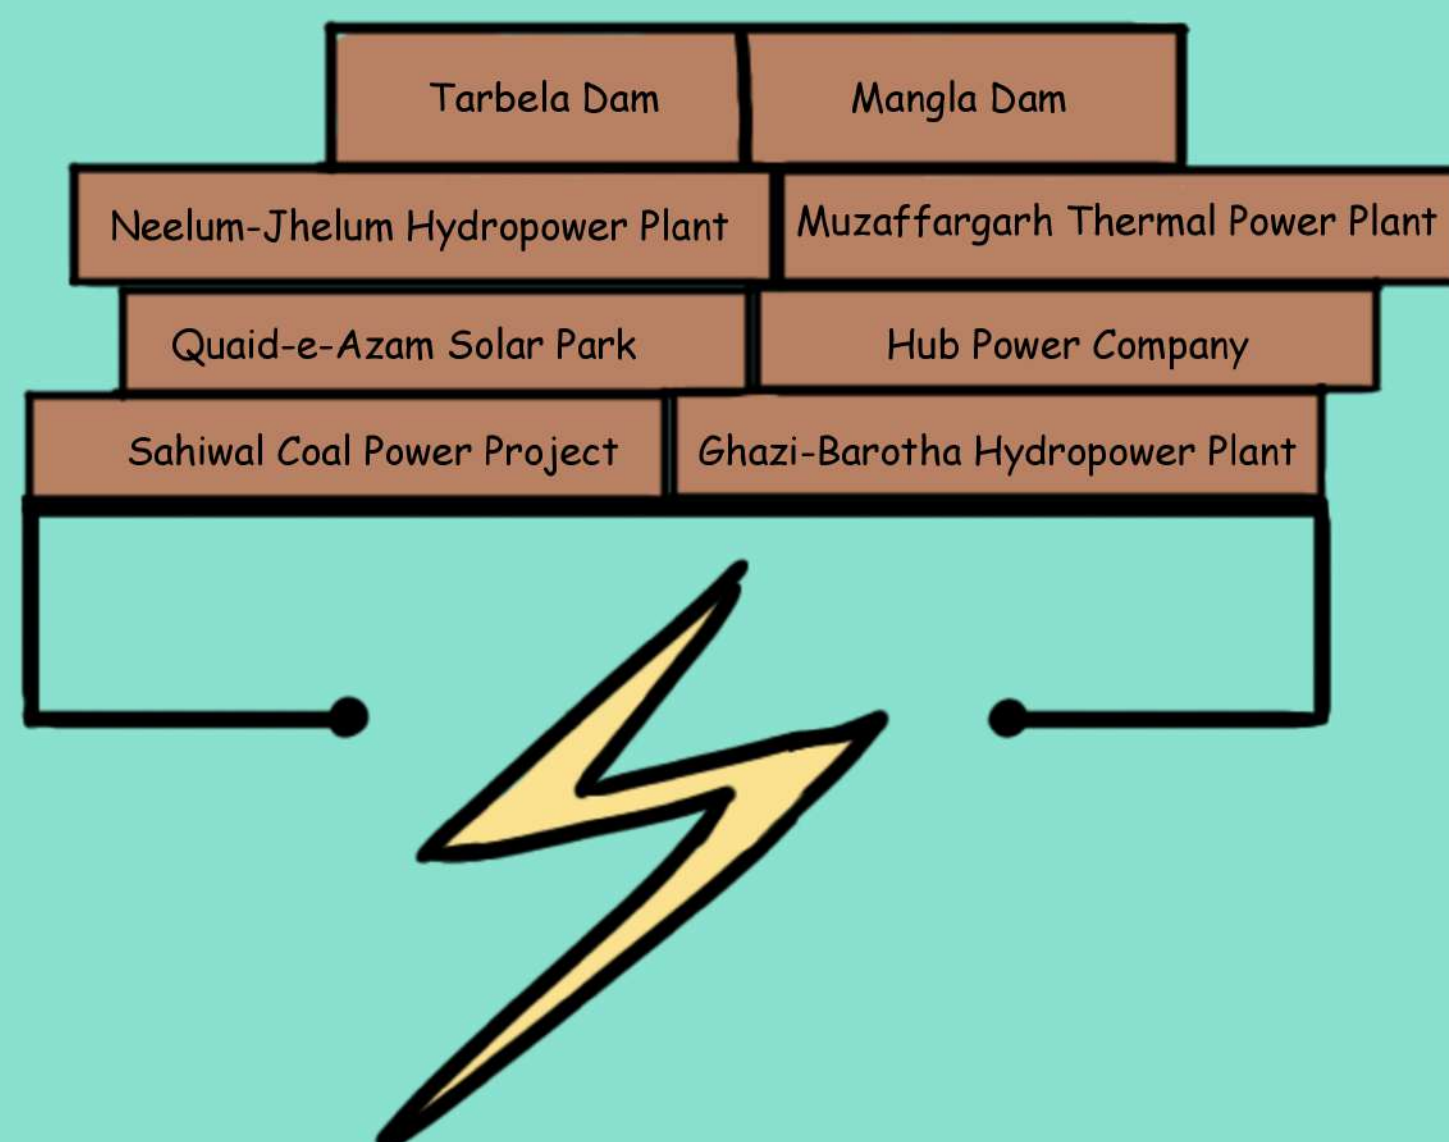 Tarbela Dam
Mangla Dam
Neelum-Jhelum Hydropower Plant
Muzaffargarh Thermal Power Plant
Quaid-e-Azam Solar Park
Hub Power Company
Sahiwal Coal Power Project
Ghazi-Barotha Hydropower Plant